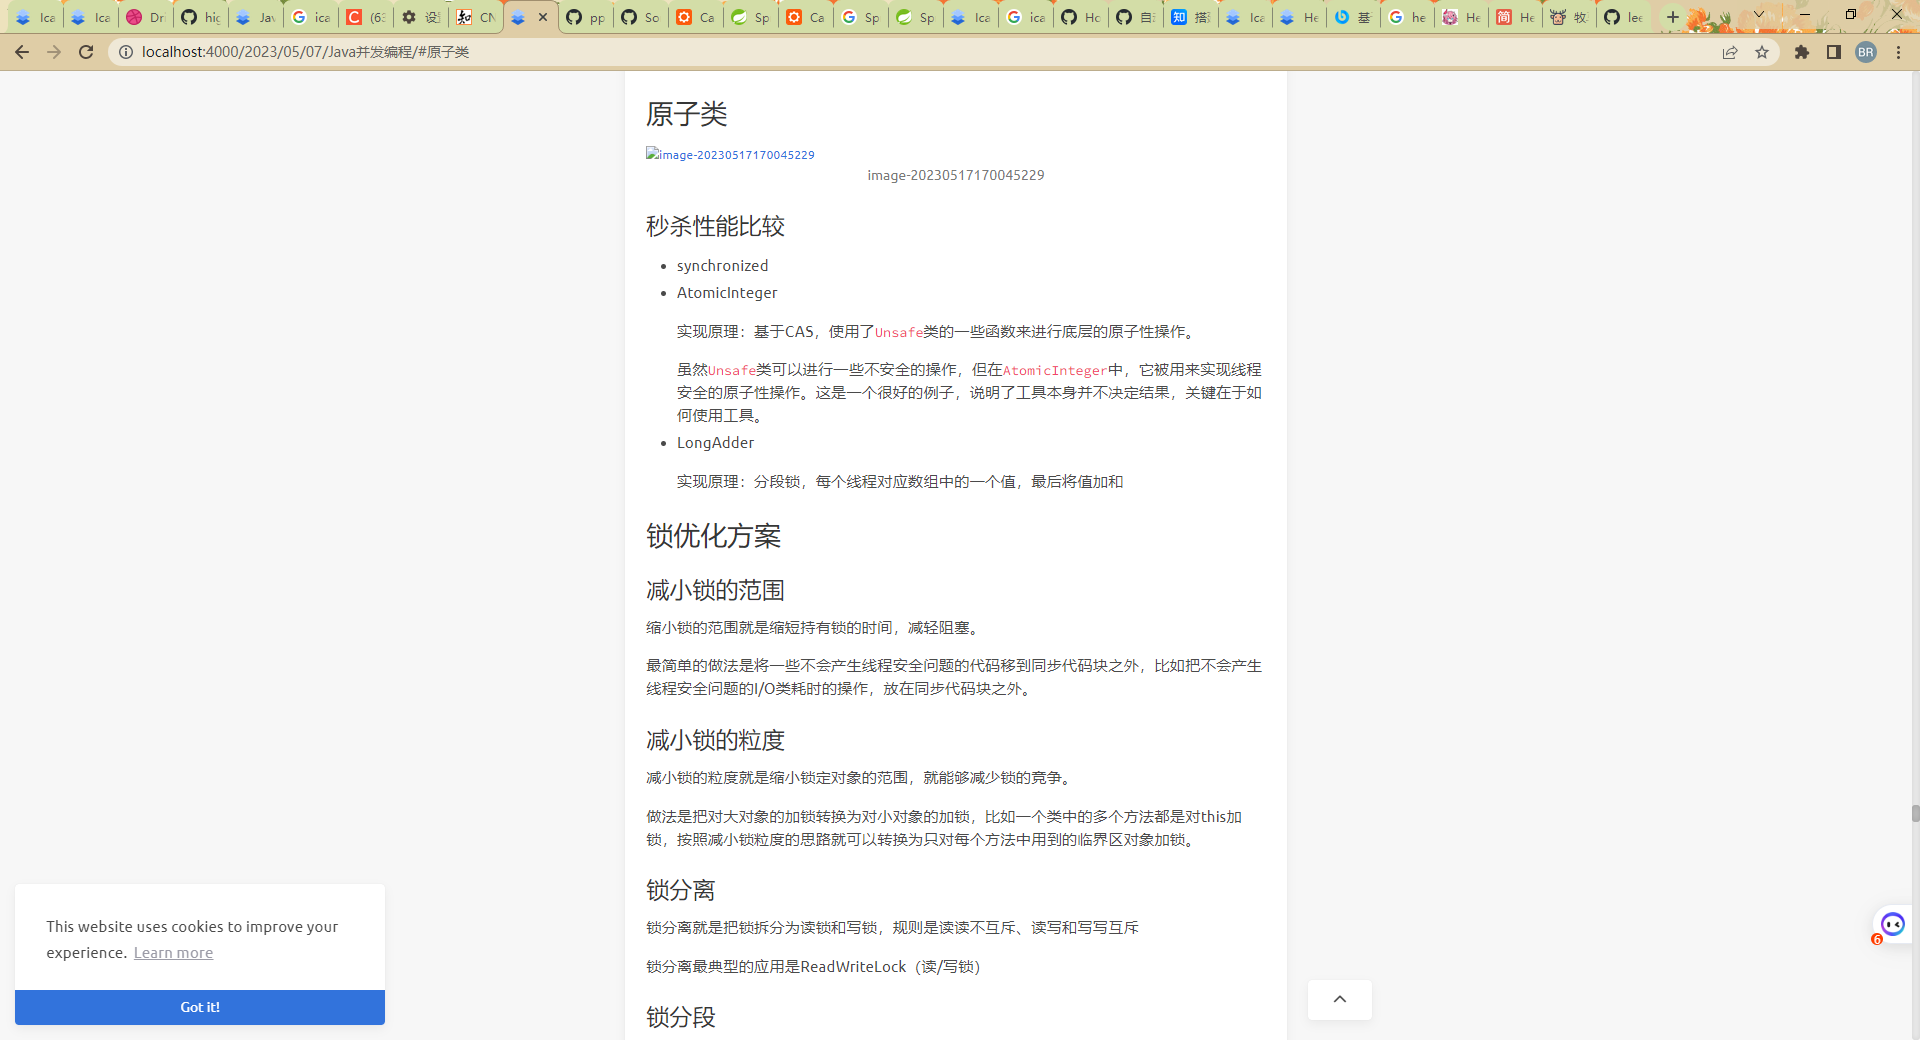 Ica
Ica
Dri
hig
Jav
ica
(63
设
CN
pp
So
Ca
Sp
Ca
Sp
Sp
Ica
ica
Ho
搭
Ica
He
基
he
He
He
牧
lee
localhost:4000/2023/05/07/Java并发编程/#原子类
BR
原子类
image-20230517170045229
image-20230517170045229
秒杀性能比较
synchronized
AtomicInteger
实现原理：基于CAS，使用了Unsafe类的一些函数来进行底层的原子性操作。
虽然Unsafe类可以进行一些不安全的操作，但在AtomicInteger中，它被用来实现线程
安全的原子性操作。这是一个很好的例子，说明了工具本身并不决定结果，关键在于如
何使用工具。
LongAdder
实现原理：分段锁，每个线程对应数组中的一个值，最后将值加和
锁优化方案
减小锁的范围
缩小锁的范围就是缩短持有锁的时间，减轻阻塞。
最简单的做法是将一些不会产生线程安全问题的代码移到同步代码块之外，比如把不会产生
线程安全问题的I/O类耗时的操作，放在同步代码块之外。
减小锁的粒度
减小锁的粒度就是缩小锁定对象的范围，就能够减少锁的竞争。
做法是把对大对象的加锁转换为对小对象的加锁，比如一个类中的多个方法都是对this加
锁，按照减小锁粒度的思路就可以转换为只对每个方法中用到的临界区对象加锁。
锁分离
锁分离就是把锁拆分为读锁和写锁，规则是读读不互斥、读写和写写互斥
锁分离最典型的应用是ReadWriteLock（读/写锁）
锁分段
This website uses cookies to improve your
experience. Learn more
Got it!
6